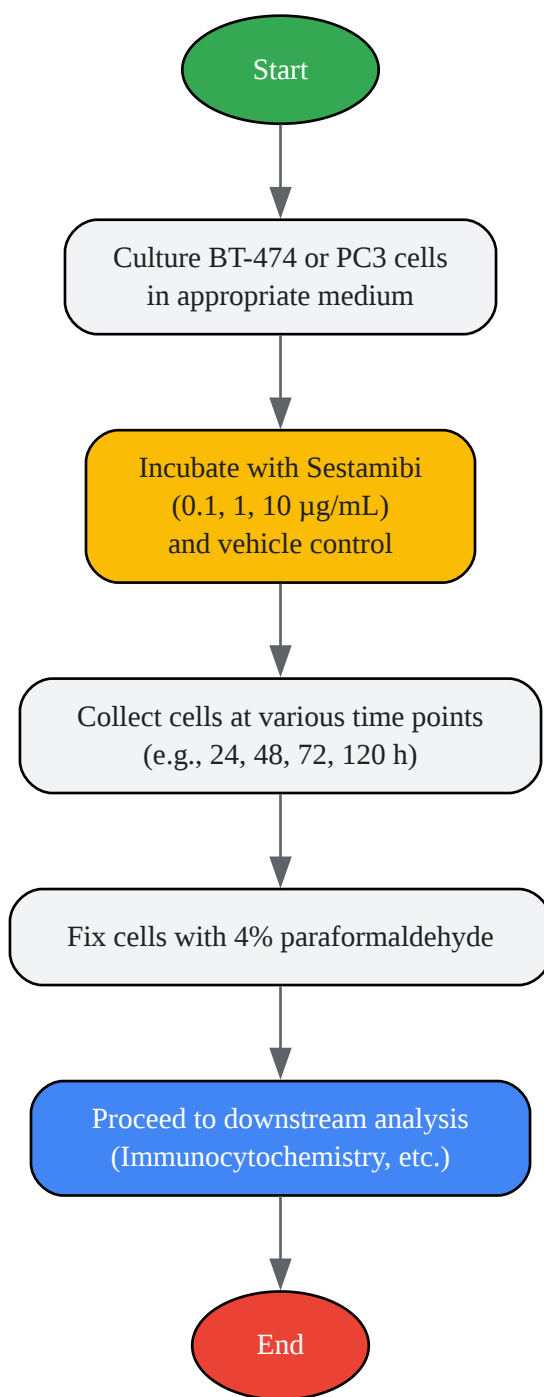 Start
Culture BT-474 or PC3 cells
in appropriate medium
Incubate with Sestamibi
(0.1, 1, 10 µg/mL)
and vehicle control
Collect cells at various time points
(e.g., 24, 48, 72, 120 h)
Fix cells with 4% paraformaldehyde
Proceed to downstream analysis
(Immunocytochemistry, etc.)
End